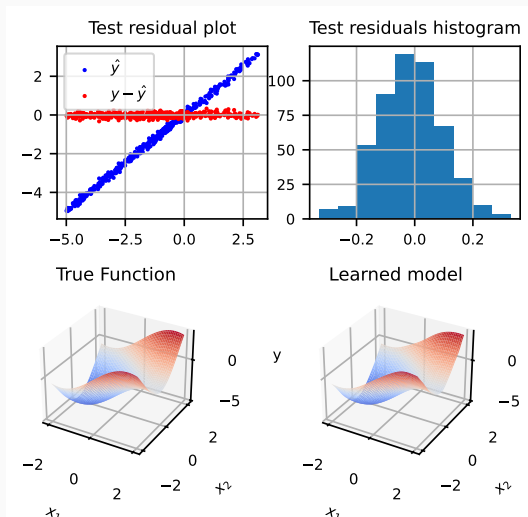 Test residual plot
ŷ
y − ŷ
2
0
−2
−4
−5.0 −2.5 0.0 2.5
Test residuals histogram
100
75
50
25
0
−0.2 0.0 0.2
True Function
y
0
−5
−2 0 2
x₂
−2 0 2
Learned model
0
−5
−2 0 2
x₂
−2 0 2